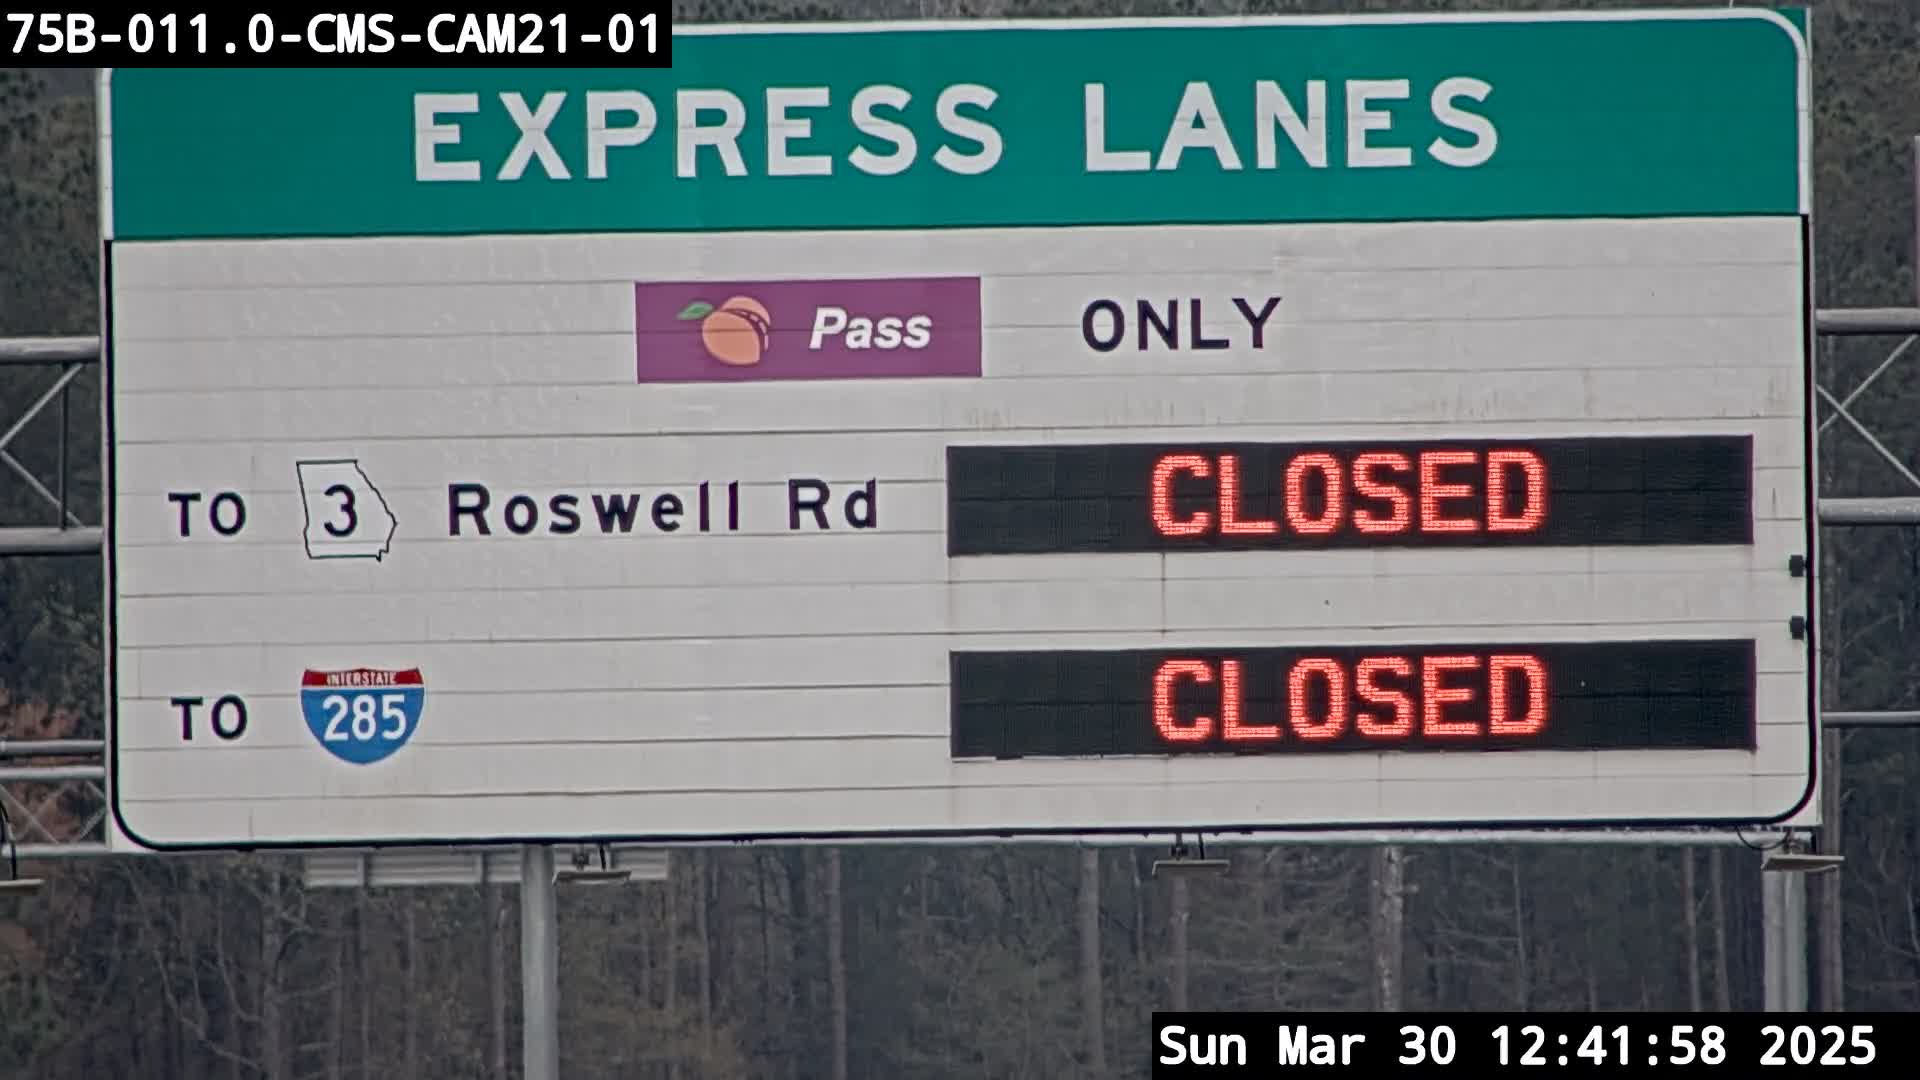 75B-011.0-CMS-CAM21-01
EXPRESS LANES
Pass ONLY
TO 3 Roswell Rd CLOSED
TO INTERSTATE 285 CLOSED
Sun Mar 30 12:41:58 2025